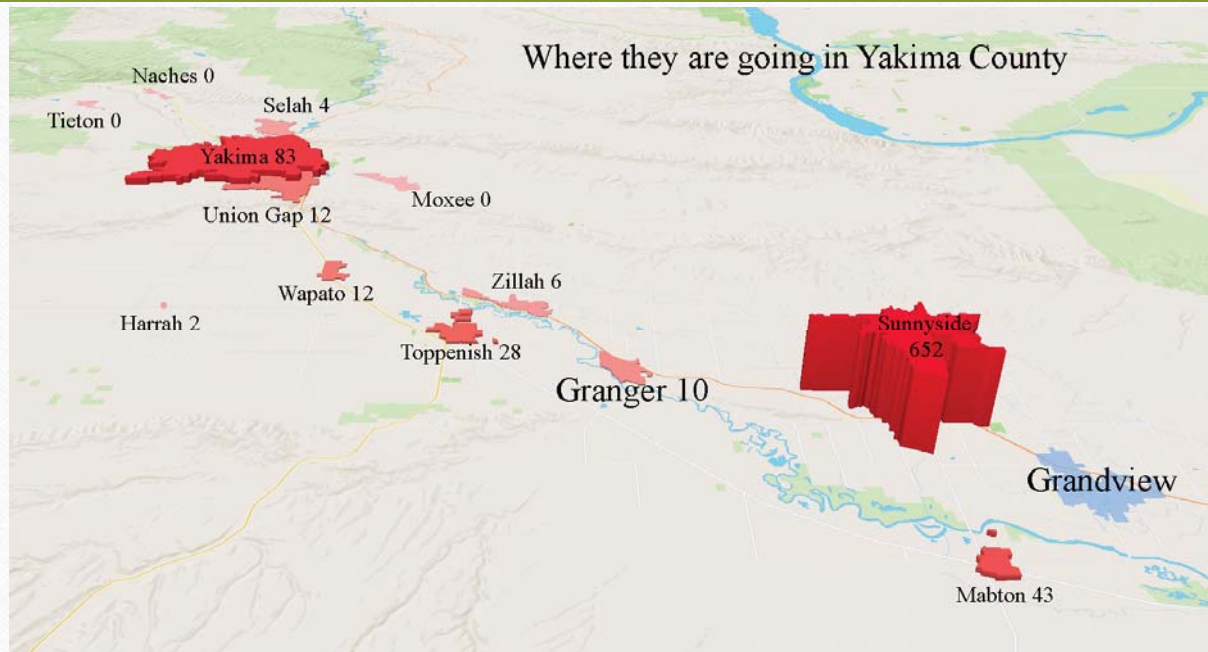 Where they are going in Yakima County
Naches 0
Tieton 0
Selah 4
Yakima 83
Moxee 0
Union Gap 12
Wapato 12
Zillah 6
Harrah 2
Toppenish 28
Granger 10
Sunnyside
652
Grandview
Mabton 43